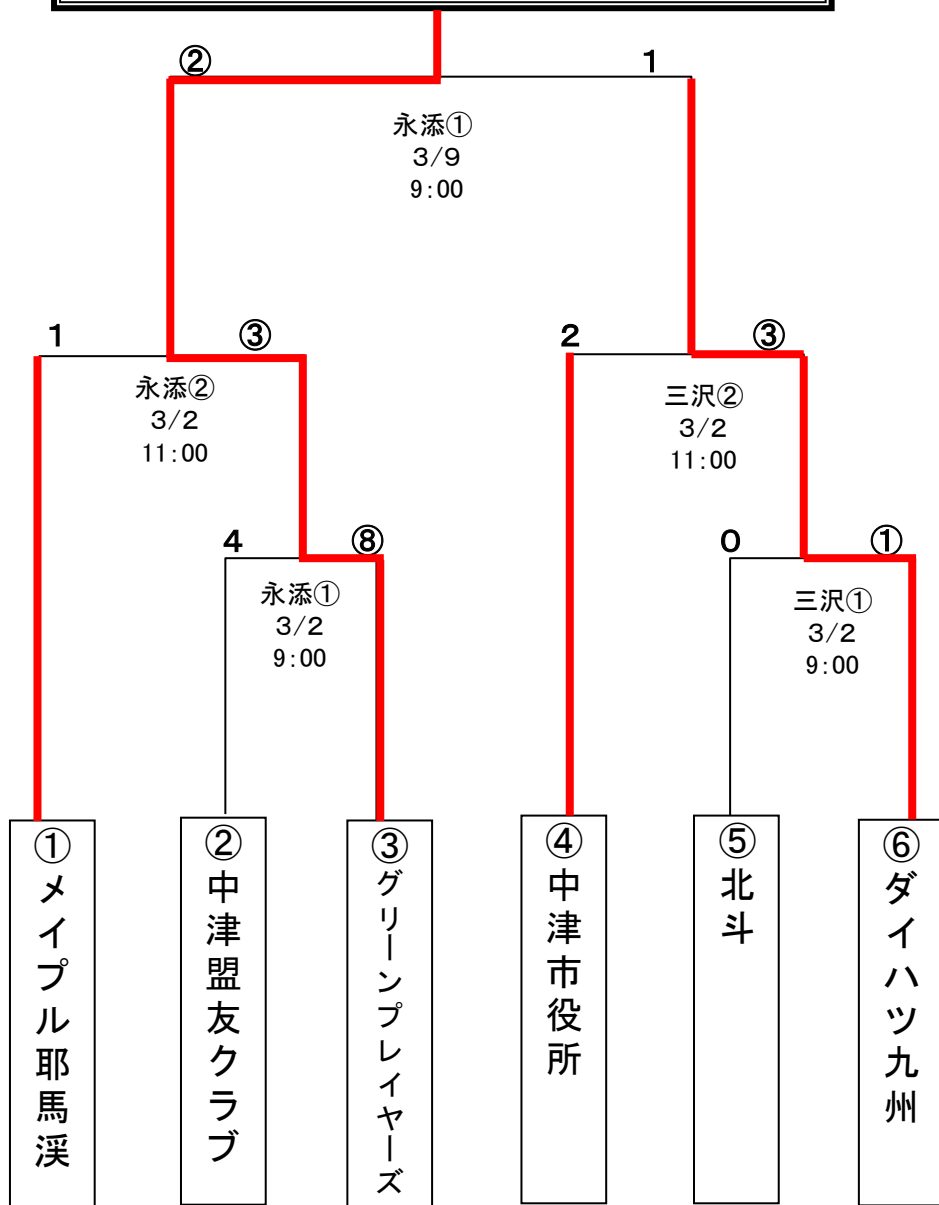 ② 1
永添①
3/9
9:00
1 ③ 2 ③
永添②
3/2
11:00
三沢②
3/2
11:00
4 ⑧ 0 ①
永添①
3/2
9:00
三沢①
3/2
9:00
①メイプル耶馬溪
②中津盟友クラブ
③グリーンプレイヤーズ
④中津市役所
⑤北斗
⑥ダイハツ九州